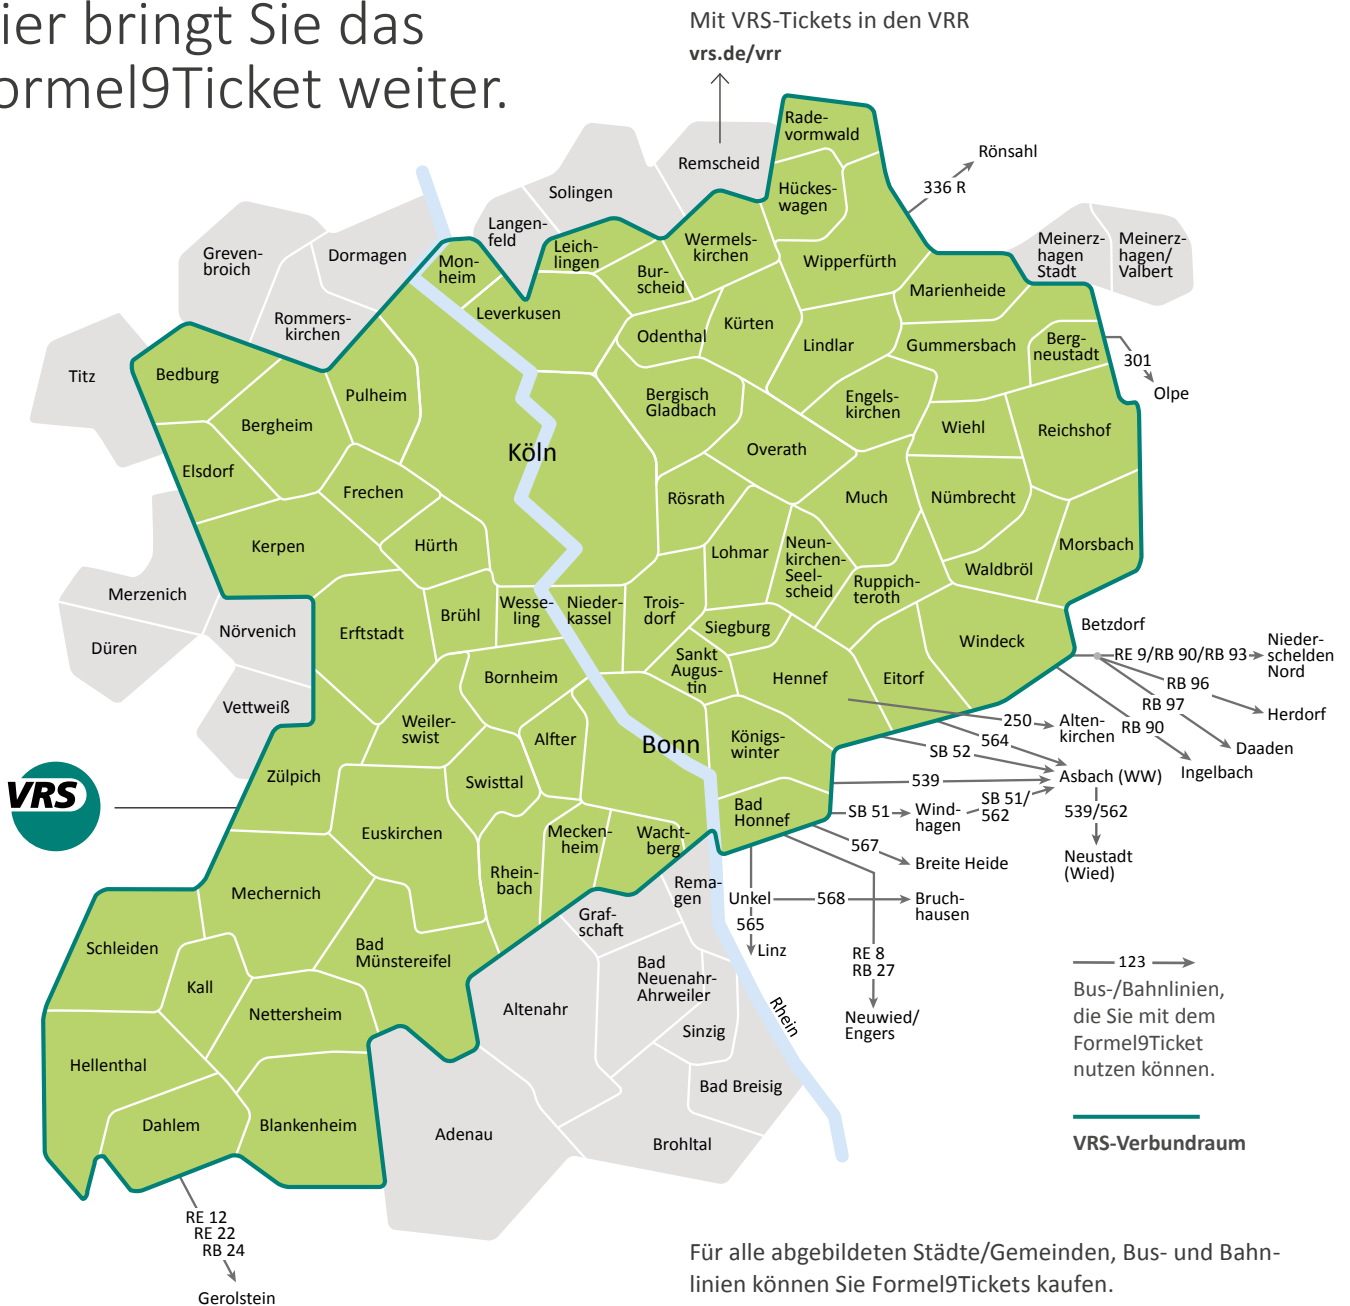 ier bringt Sie das
ormel9Ticket weiter.
Mit VRS-Tickets in den VRR
vrs.de/vrr
Rade-
vormwald
Remscheid
Rönsahl
336 R
Solingen
Hückes-
wagen
Langen-
feld
Leich-
lingen
Wermels-
kirchen
Meinerz-
hagen
Stadt
Meinerz-
hagen/
Valbert
Greven-
broich
Dormagen
Mon-
heim
Bur-
scheid
Wipperfürth
Marienheide
Rommers-
kirchen
Leverkusen
Odenthal
Kürten
Lindlar
Gummersbach
Berg-
neustadt
301
Olpe
Titz
Bedburg
Pulheim
Bergheim
Bergisch
Gladbach
Engels-
kirchen
Wiehl
Reichshof
Köln
Overath
Elsdorf
Frechen
Rösrath
Much
Nümbrecht
Kerpen
Hürth
Lohmar
Neun-
kirchen-
Seel-
scheid
Morsbach
Waldbröl
Ruppich-
teroth
Merzenich
Düren
Nörvenich
Erftstadt
Brühl
Wesse-
ling
Nieder-
kassel
Trois-
dorf
Siegburg
Windeck
Betzdorf
RE 9/RB 90/RB 93
Nieder-
schelden
Nord
Sankt
Augus-
tin
Hennef
Eitorf
RB 96
Herdorf
RB 97
Daaden
RB 90
Ingelbach
Vettweiß
Bornheim
Weiler-
swist
Alfter
Bonn
Königs-
winter
250
Alten-
kirchen
564
SB 52
Asbach (WW)
539
VRS
Zülpich
Swisttal
Euskirchen
Bad
Honnef
SB 51
Wind-
hagen
SB 51/
562
539/562
Neustadt
(Wied)
Mecken-
heim
Wacht-
berg
567
Breite Heide
Rhein-
bach
Mechernich
Rema-
gen
Unkel
568
Bruch-
hausen
565
Linz
Graf-
schaft
Schleiden
Bad
Münstereifel
Kall
Bad
Neuenahr-
Ahrweiler
RE 8
RB 27
Neuwied/
Engers
Nettersheim
Altenahr
Sinzig
Rhein
123
Bus-/Bahnlinien,
die Sie mit dem
Formel9Ticket
nutzen können.
Hellenthal
Bad Breisig
Dahlem
Blankenheim
Adenau
Brohltal
VRS-Verbundraum
RE 12
RE 22
RB 24
Gerolstein
Für alle abgebildeten Städte/Gemeinden, Bus- und Bahn-
linien können Sie Formel9Tickets kaufen.